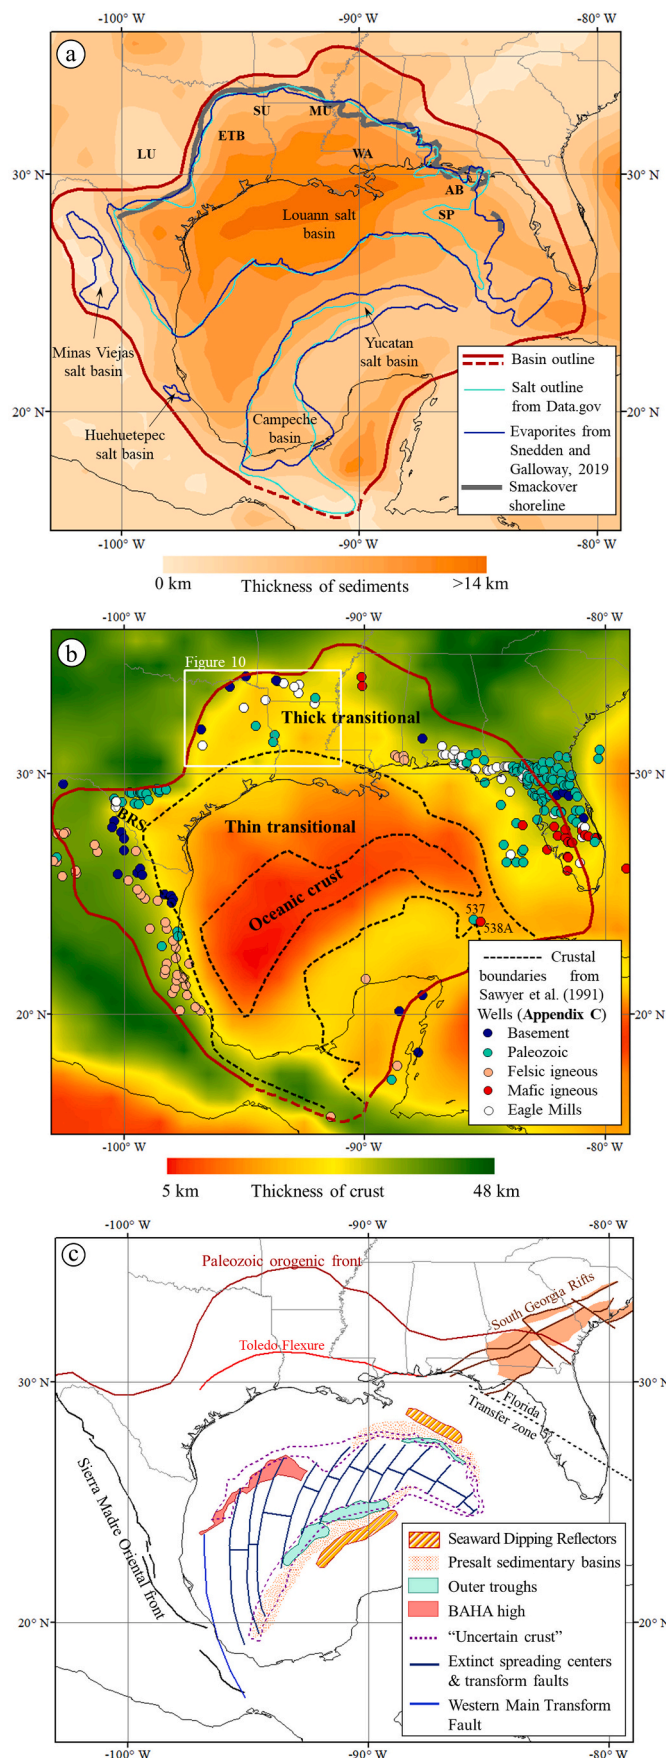 -100° W
-90° W
-80° W
a
SU
MU
ETB
LU
WA
30° N
30° N
AB
SP
Louann salt
basin
Minas Viejas
salt basin
Yucatan
salt basin
Basin outline
Salt outline
from Data.gov
20° N
20° N
Campeche
basin
Huehuetepec
salt basin
Evaporites from
Snedden and
Galloway, 2019
Smackover
shoreline
-100° W
-90° W
-80° W
0 km
Thickness of sediments
>14 km
-100° W
-90° W
-80° W
b
Figure 10
Thick transitional
30° N
30° N
BRS
Thin transitional
Oceanic crust
537
538A
Crustal
boundaries from
Sawyer et al. (1991)
Wells (Appendix C)
20° N
20° N
Basement
Paleozoic
Felsic igneous
Mafic igneous
Eagle Mills
-100° W
-90° W
-80° W
5 km
Thickness of crust
48 km
-100° W
-90° W
-80° W
c
Paleozoic orogenic front
South Georgia Rifts
Toledo Flexure
30° N
30° N
Florida
Transfer zone
Sierra Madre Oriental front
Seaward Dipping Reflectors
Presalt sedimentary basins
Outer troughs
BAHA high
20° N
20° N
“Uncertain crust”
Extinct spreading centers
& transform faults
Western Main Transform
Fault
-100° W
-90° W
-80° W